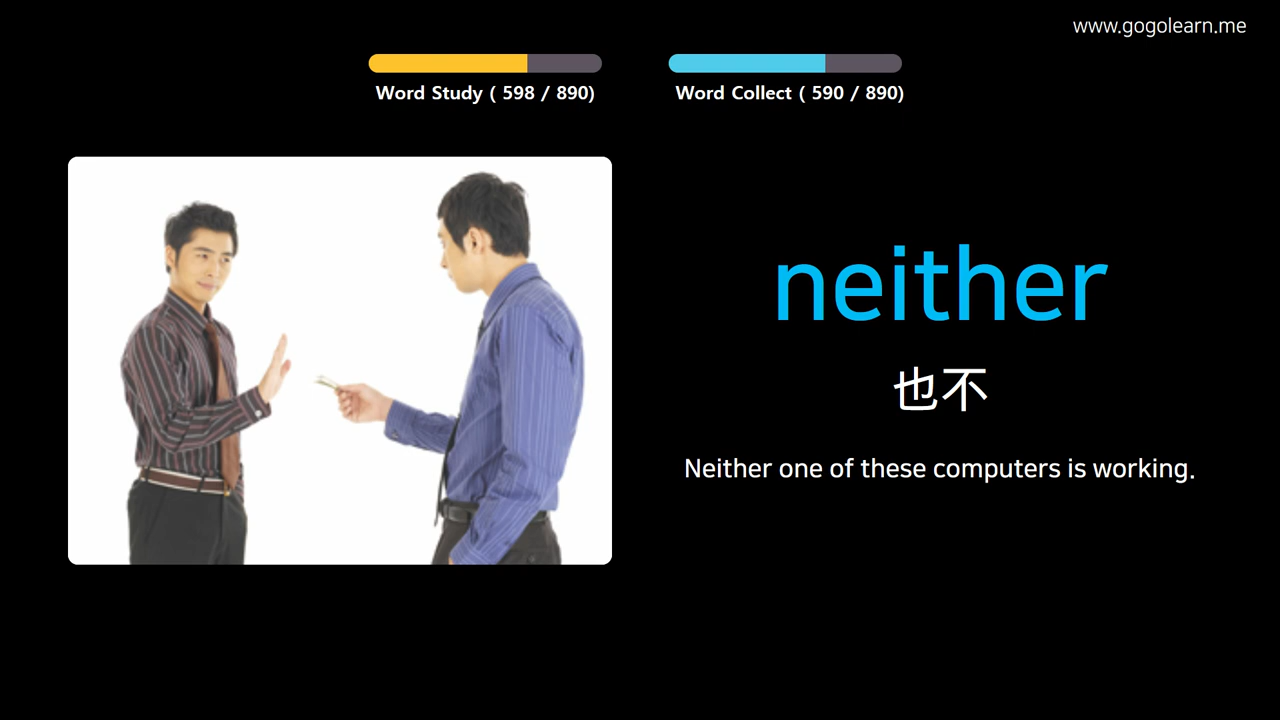 www.gogolearn.me
Word Study ( 598 / 890)
Word Collect ( 590 / 890)
neither
也不
Neither one of these computers is working.